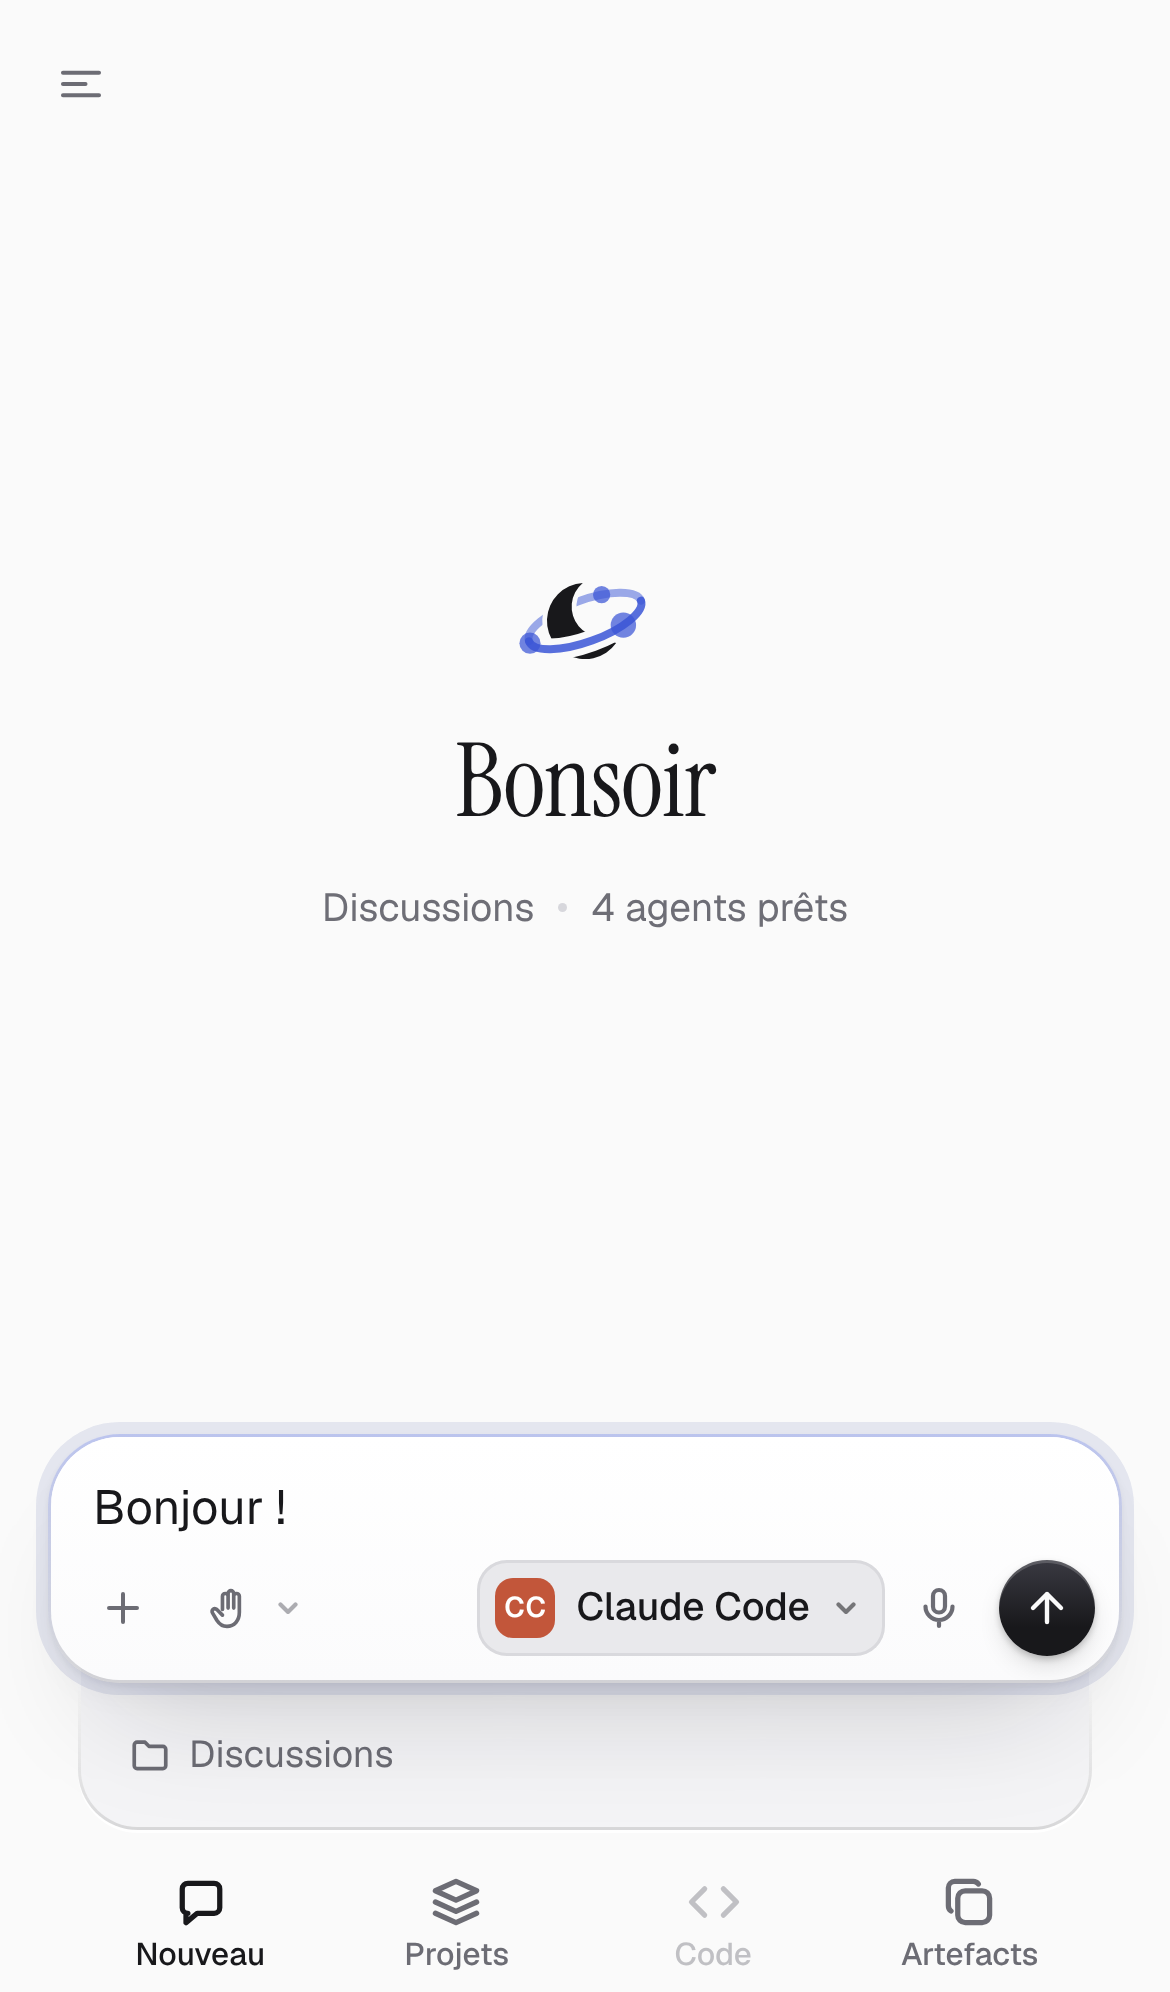 Bonsoir
Discussions • 4 agents prêts
Bonjour !
CC Claude Code
Discussions
Nouveau Projets Code Artefacts